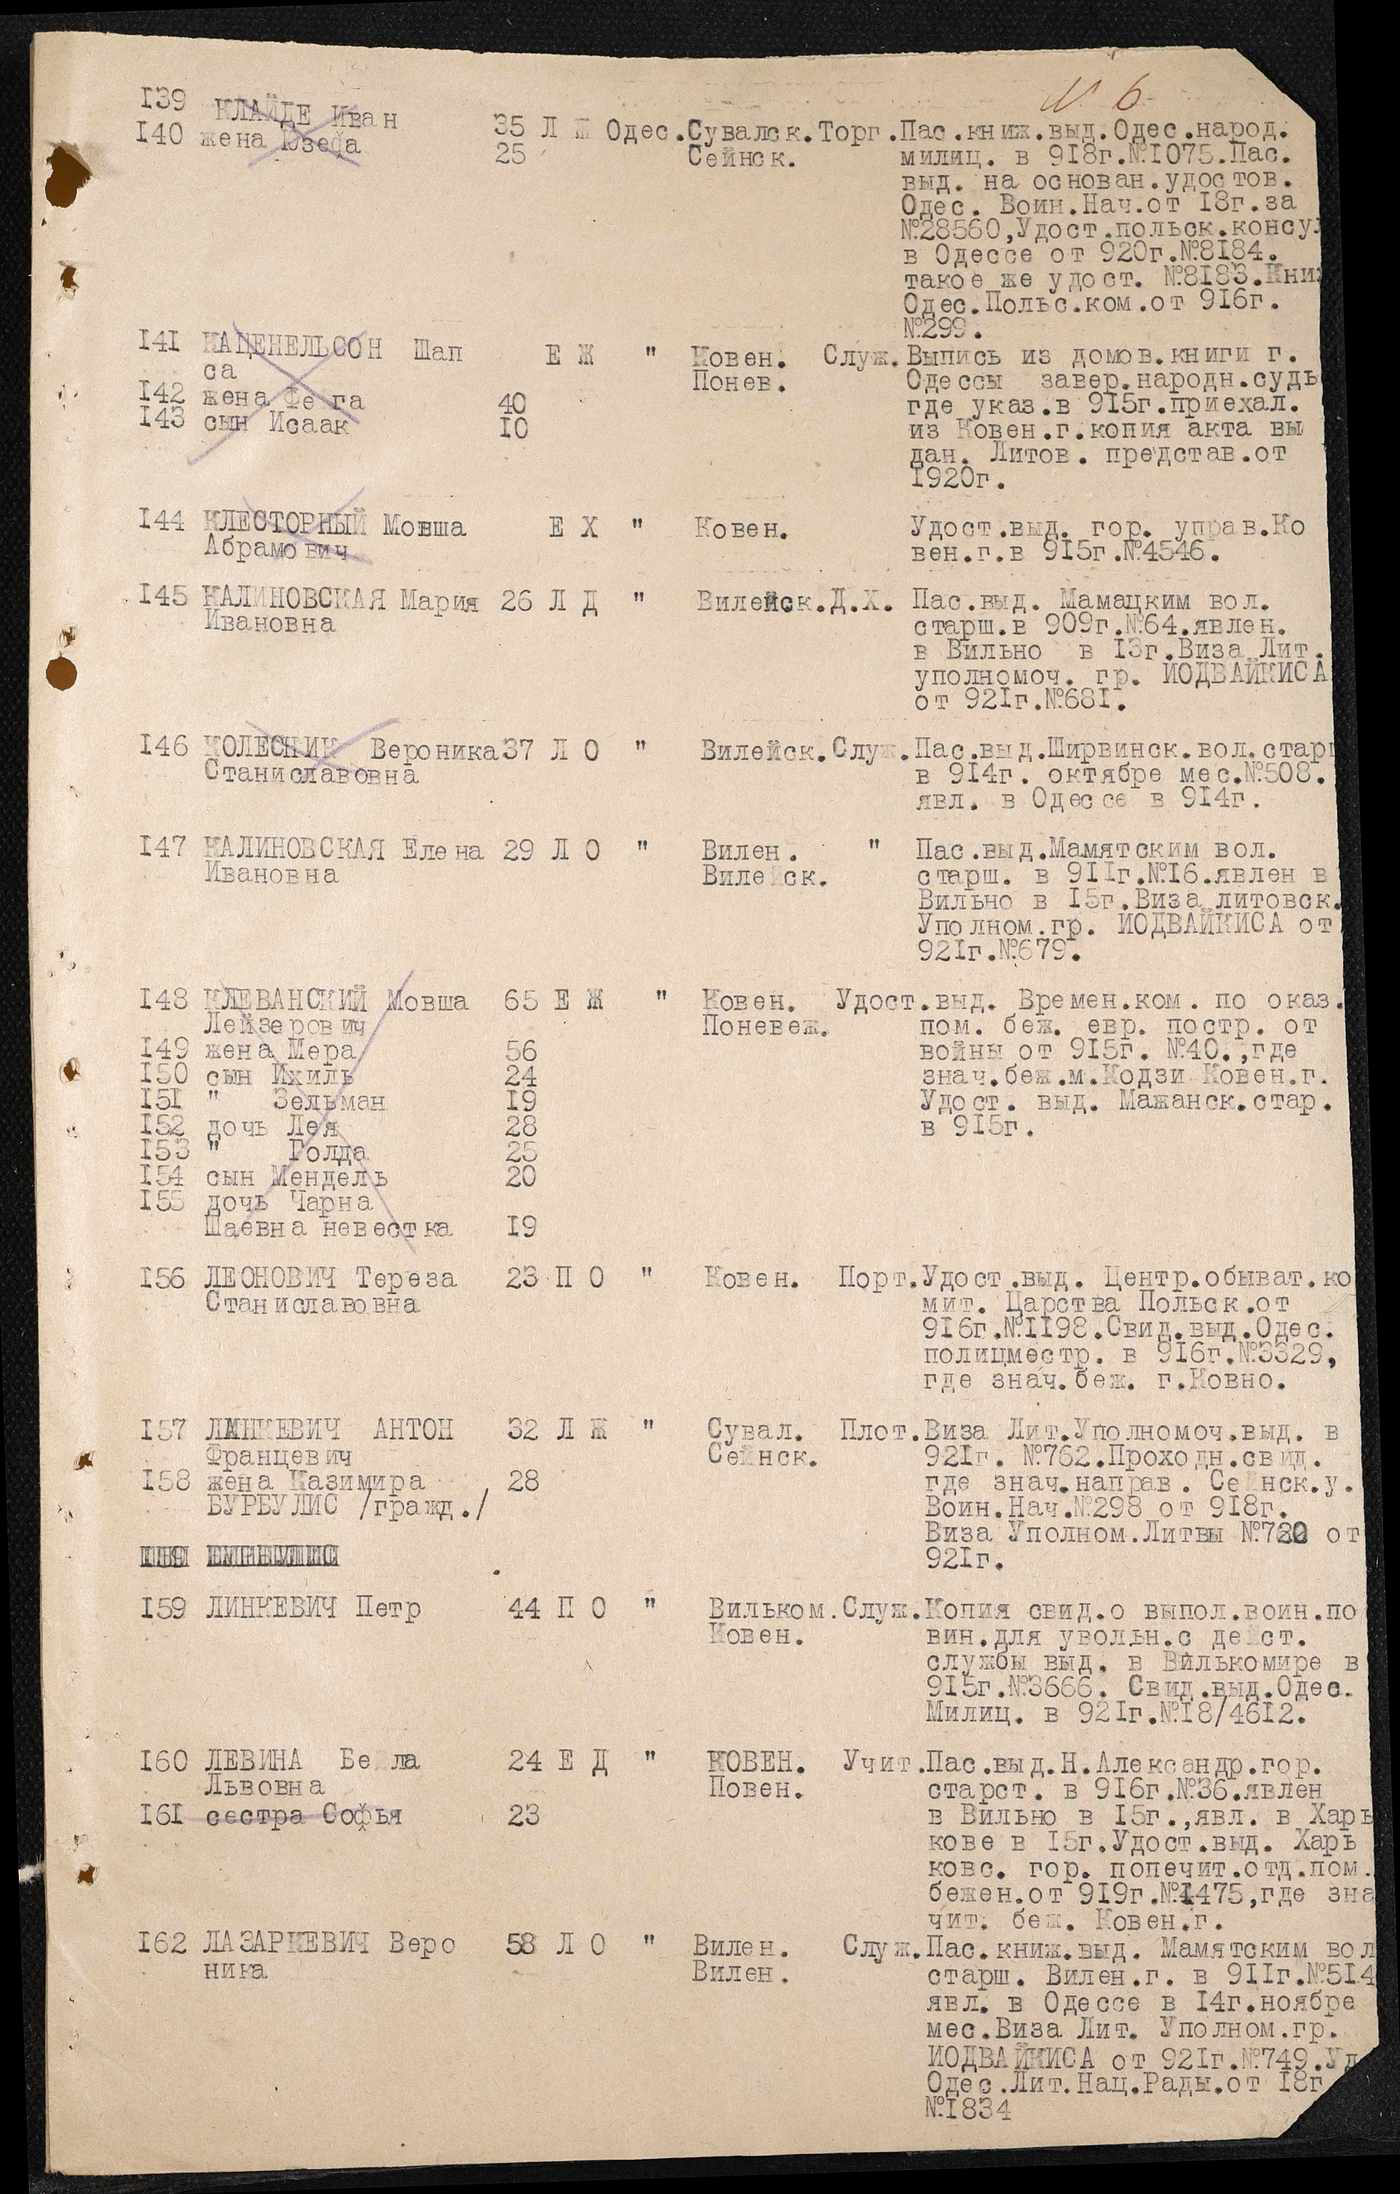 № 6
139 КЛАЙДЕ Иван 35 Л Ж Одес. Сувалск. Торг. Пас.книж.выд.Одес.народ.
140 жена Юзефа 25 Сейнск. милиц. в 918г.№1075.Пас.
выд. на основан.удостов.
Одес. Воин.Нач.от 18г.за
№28560,Удост.польск.консул
в Одессе от 920г.№8184.
такое же удост. №8183.Книж
Одес.Польс.ком.от 916г.
№299.
141 КАЦЕНЕЛЬСОН Шап Е Ж " Ковен. Служ. Выпись из домов.книги г.
са Понев. Одессы завер.народн.судь
142 жена Фейга 40 где указ.в 915г.приехал.
143 сын Исаак 10 из Ковен.г.копия акта вы
дан. Литов. представ.от
1920г.
144 КЛЕСТОРНЫЙ Мовша Е Х " Ковен. Удост.выд. гор. управ.Ко
Абрамович вен.г.в 915г.№4546.
145 КАЛИНОВСКАЯ Мария 26 Л Д " Вилейск. Д.Х. Пас.выд. Мамацким вол.
Ивановна старш.в 909г.№64.явлен.
в Вильно в 13г.Виза Лит.
уполномоч. гр. ИОДВАЙКИСА
от 921г.№681.
146 КОЛЕСНИК Вероника 37 Л О " Вилейск. Служ. Пас.выд.Ширвинск.вол.стар
Станиславовна в 914г. октябре мес.№508.
явл. в Одессе в 914г.
147 КАЛИНОВСКАЯ Елена 29 Л О " Вилен. " Пас.выд.Мамятским вол.
Ивановна Вилейск. старш. в 911г.№16.явлен в
Вильно в 15г.Виза литовск.
Уполном.гр. ИОДВАЙКИСА от
921г.№679.
148 КЛЕВАНСКИЙ Мовша 65 Е Ж " Ковен. Удост.выд. Времен.ком. по оказ.
Лейзерович Поневеж. пом. беж. евр. постр. от
149 жена Мера 56 войны от 915г. №40.,где
150 сын Ихиль 24 знач.беж.м.Кодзи Ковен.г.
151 " Зельман 19 Удост. выд. Мажанск.стар.
152 дочь Лея 28 в 915г.
153 " Голда 25
154 сын Мендель 20
155 дочь Чарна
Шаевна невестка 19
156 ЛЕОНОВИЧ Тереза 23 П О " Ковен. Порт. Удост.выд. Центр.обыват.ко
Станиславовна мит. Царства Польск.от
916г.№1198.Свид.выд.Одес.
полицместр. в 916г.№3329,
где знач.беж. г.Ковно.
157 ЛИНКЕВИЧ АНТОН 32 Л Ж " Сувал. Плот. Виза Лит.Уполномоч.выд. в
Францевич Сейнск. 921г. №762.Проходн.свид.
158 жена Казимира 28 где знач.направ. Сейнск.у.
БУРБУЛИС /гражд./ Воин.Нач.№298 от 918г.
Виза Уполном.Литвы №720 от
921г.
159 ЛИНКЕВИЧ Петр 44 П О " Вильком. Служ. Копия свид.о выпол.воин.по
Ковен. вин.для увольн.с дейст.
службы выд. в Вилькомире в
915г.№3666. Свид.выд.Одес.
Милиц. в 921г.№18/4612.
160 ЛЕВИНА Бейла 24 Е Д " КОВЕН. Учит. Пас.выд.Н.Александр.гор.
Львовна Повен. старст. в 916г.№36.явлен
161 сестра Софья 23 в Вильно в 15г.,явл. в Харь
кове в 15г.Удост.выд. Харь
ковс. гор. попечит.отд.пом.
бежен.от 919г.№4475,где зна
чит. беж. Ковен.г.
162 ЛАЗАРКЕВИЧ Веро 58 Л О " Вилен. Служ. Пас.книж.выд. Мамятским вол
ника Вилен. старш. Вилен.г. в 911г.№514
явл. в Одессе в 14г.ноябре
мес.Виза Лит. Уполном.гр.
ИОДВАЙКИСА от 921г.№749.Уд
Одес.Лит.Нац.Рады.от 18г
№1834